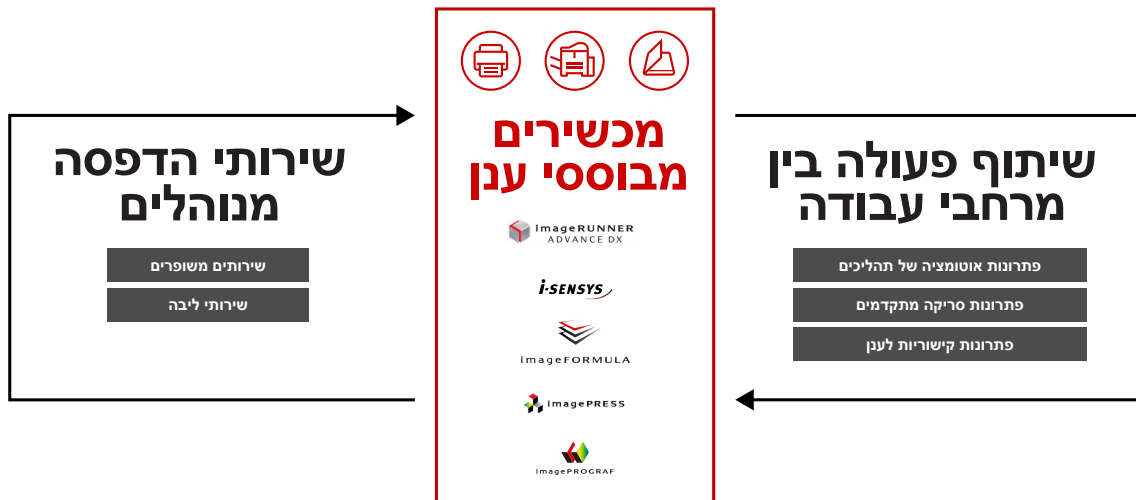 שיתוף פעולה בין
מרחבי עבודה
פתרונות אוטומציה של תהליכים
פתרונות סריקה מתקדמים
פתרונות קישוריות לענן
מכשירים
מבוססי ענן
imageRUNNER
ADVANCE DX
i-SENSYS
imageFORMULA
imagePRESS
imagePROGRAF
שירותי הדפסה
מנוהלים
שירותים משופרים
שירותי ליבה